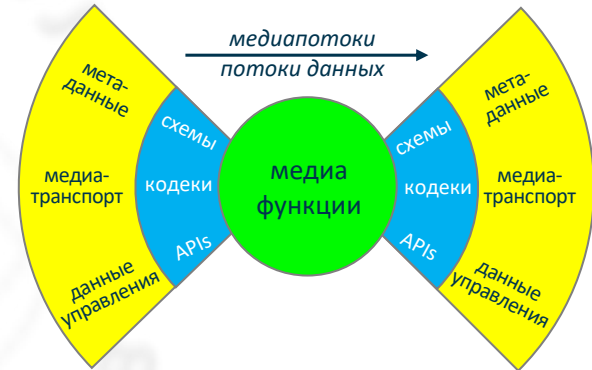 медиапотоки
потоки данных
мета-
данные
медиа-
транспорт
данные
управления
схемы
кодеки
APIs
медиа
функции
схемы
кодеки
APIs
мета-
данные
медиа-
транспорт
данные
управления